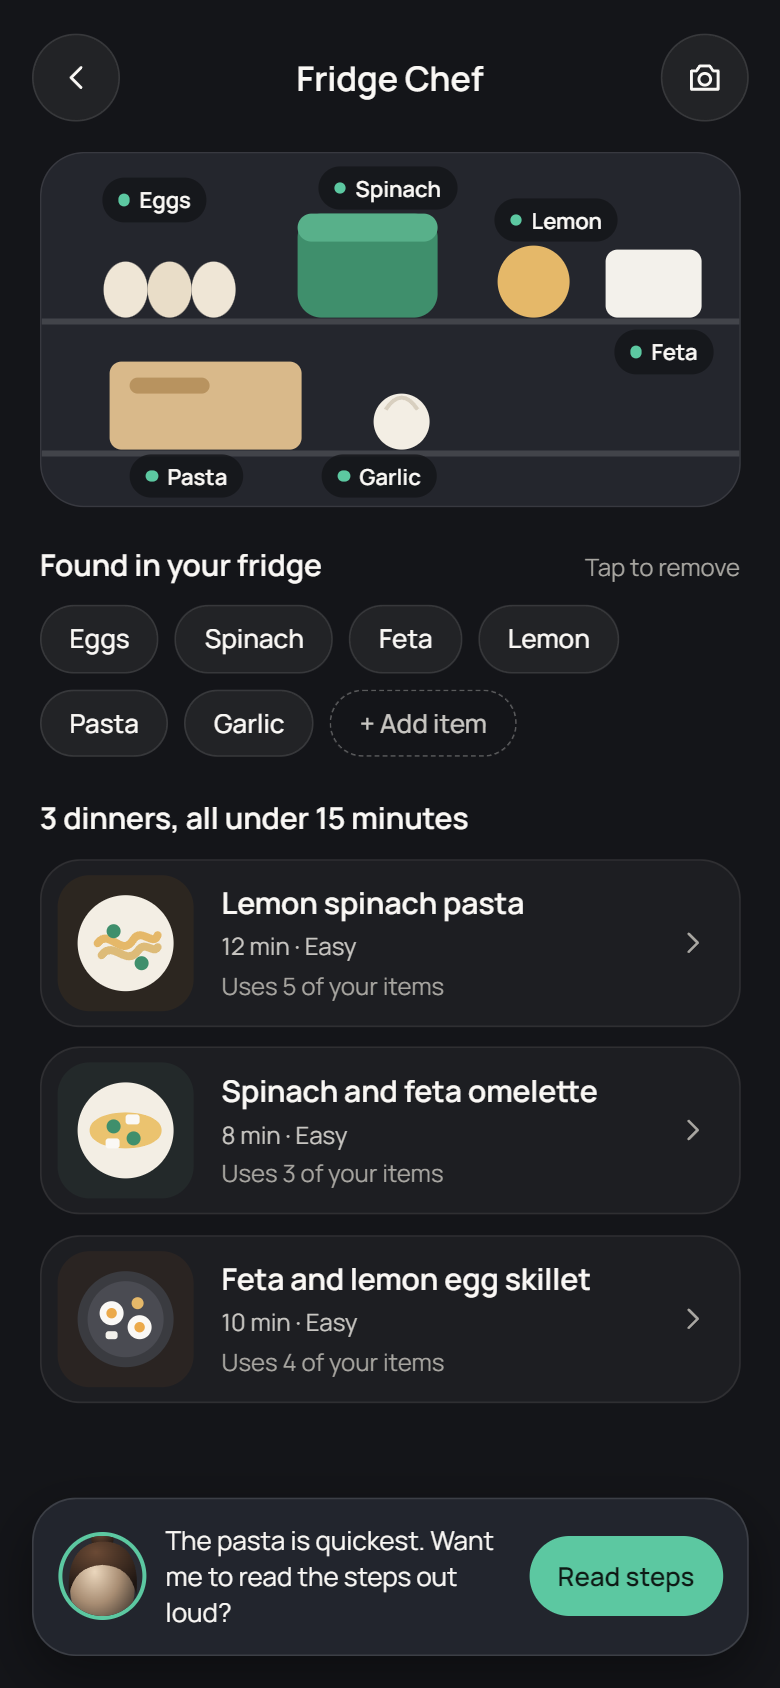 Fridge Chef
Eggs
Spinach
Lemon
Feta
Pasta
Garlic
Found in your fridge
Tap to remove
Eggs
Spinach
Feta
Lemon
Pasta
Garlic
+ Add item
3 dinners, all under 15 minutes
Lemon spinach pasta
12 min · Easy
Uses 5 of your items
Spinach and feta omelette
8 min · Easy
Uses 3 of your items
Feta and lemon egg skillet
10 min · Easy
Uses 4 of your items
The pasta is quickest. Want
me to read the steps out
loud?
Read steps